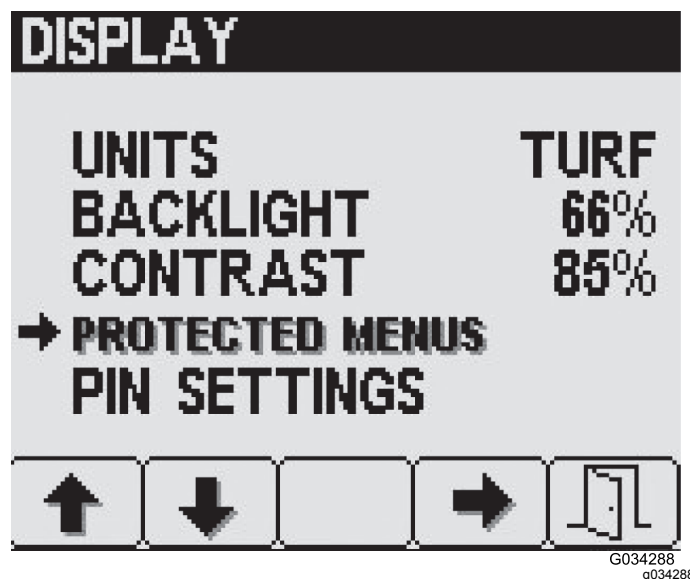 DISPLAY
UNITS TURF
BACKLIGHT 66%
CONTRAST 85%
PROTECTED MENUS
PIN SETTINGS
G034288
g034288